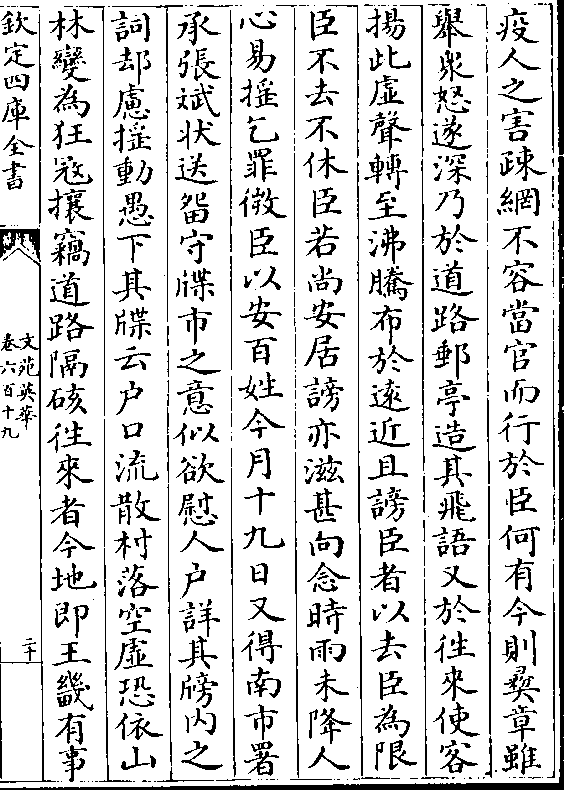 疫人之害疎網不容當官而行於臣何有今則彛章雖
舉衆怒遂深乃於道路郵亭造其飛語又於徃來使客
揚此虛聲轉至沸騰布於遠近且謗臣者以去臣為限
臣不去不休臣若尚安居謗亦滋甚向念時雨未降人
心易揺乞罪徴臣以安百姓今月十九日又得南市署
承張斌狀送留守牒市之意似欲慰人户詳其牓内之
詞却慮揺動愚下其牒云户口流散村落空虛恐依山
林變為狂冦攘竊道路隔硋徃來者今地即王畿有事
欽定四庫全書
文苑英華
卷六百十九
二十